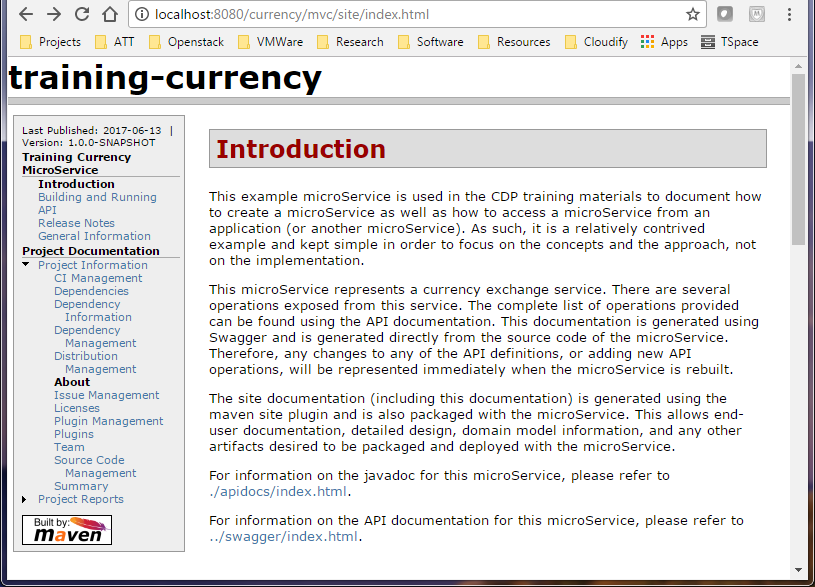 localhost:8080/currency/mvc/site/index.html
Projects ATT Openstack VMWare Research Software Resources Cloudify Apps TSpace
training-currency
Last Published: 2017-06-13 |
Version: 1.0.0-SNAPSHOT
Training Currency
MicroService
Introduction
Building and Running
API
Release Notes
General Information
Project Documentation
Project Information
CI Management
Dependencies
Dependency
Information
Dependency
Management
Distribution
Management
About
Issue Management
Licenses
Plugin Management
Plugins
Team
Source Code
Management
Summary
Project Reports
Built by:
maven
Introduction
This example microService is used in the CDP training materials to document how
to create a microService as well as how to access a microService from an
application (or another microService). As such, it is a relatively contrived
example and kept simple in order to focus on the concepts and the approach, not
on the implementation.
This microService represents a currency exchange service. There are several
operations exposed from this service. The complete list of operations provided
can be found using the API documentation. This documentation is generated using
Swagger and is generated directly from the source code of the microService.
Therefore, any changes to any of the API definitions, or adding new API
operations, will be represented immediately when the microService is rebuilt.
The site documentation (including this documentation) is generated using the
maven site plugin and is also packaged with the microService. This allows end-
user documentation, detailed design, domain model information, and any other
artifacts desired to be packaged and deployed with the microService.
For information on the javadoc for this microService, please refer to
./apidocs/index.html.
For information on the API documentation for this microService, please refer to
../swagger/index.html.